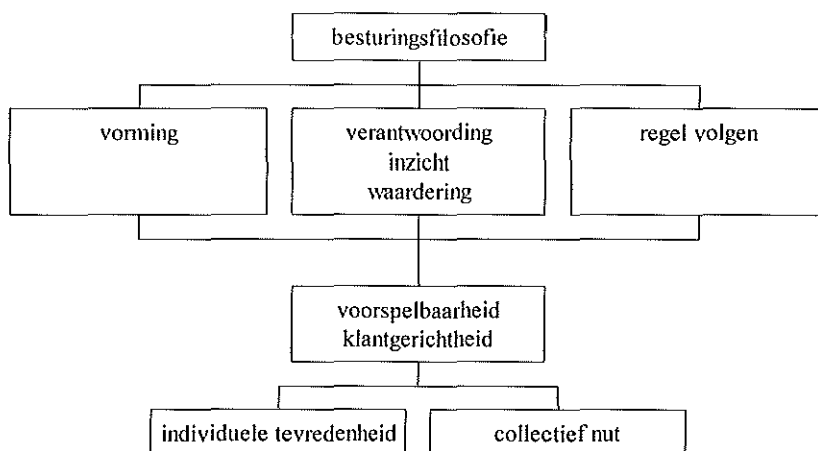 besturingsfilosofie
vorming
verantwoording
inzicht
waardering
regel volgen
voorspelbaarheid
klantgerichtheid
individuele tevredenheid
collectief nut